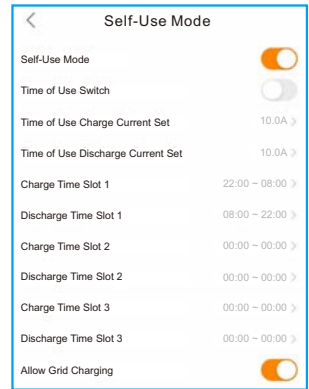 Self-Use Mode
Self-Use Mode
Time of Use Switch
Time of Use Charge Current Set 10.0A >
Time of Use Discharge Current Set 10.0A >
Charge Time Slot 1 22:00 ~ 08:00 >
Discharge Time Slot 1 08:00 ~ 22:00 >
Charge Time Slot 2 00:00 ~ 00:00 >
Discharge Time Slot 2 00:00 ~ 00:00 >
Charge Time Slot 3 00:00 ~ 00:00 >
Discharge Time Slot 3 00:00 ~ 00:00 >
Allow Grid Charging